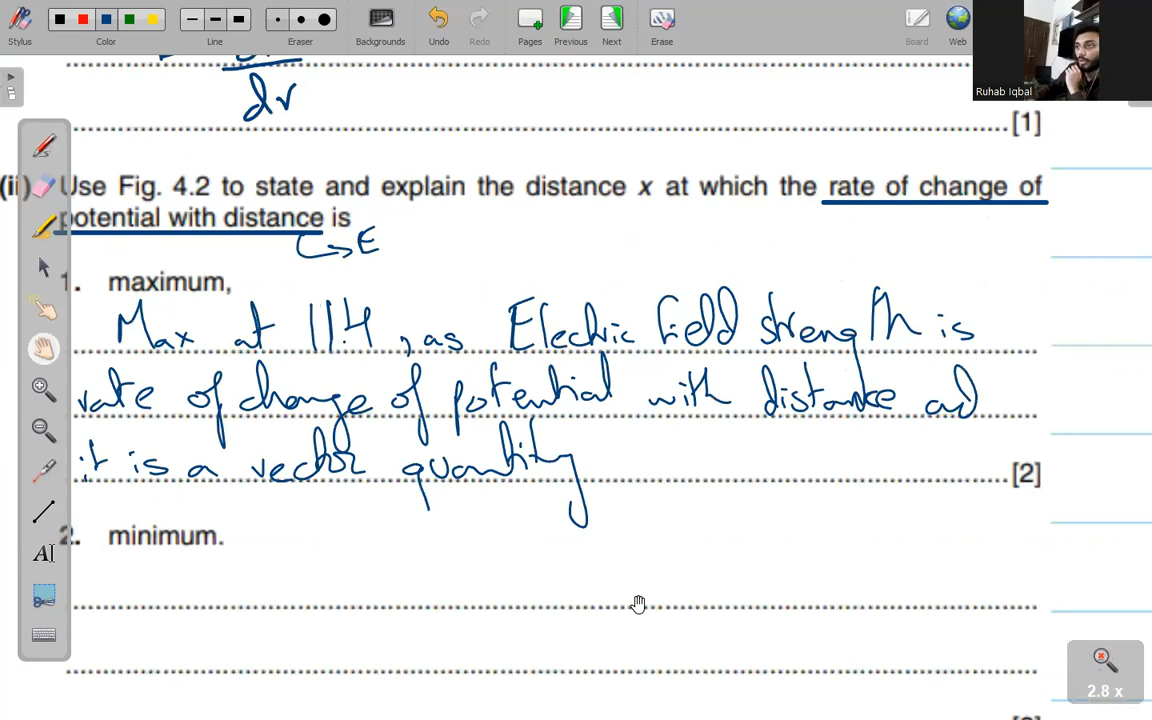 Stylus Color Line Eraser Backgrounds Undo Redo Pages Previous Next Erase Board Web
Ruhab Iqbal
dr
[1]
(ii) Use Fig. 4.2 to state and explain the distance x at which the rate of change of
potential with distance is
↳ E
1. maximum,
Max at 11.4, as Electric field strength is
rate of change of potential with distance ad
it is a vector quantity
[2]
2. minimum.
2.8 x